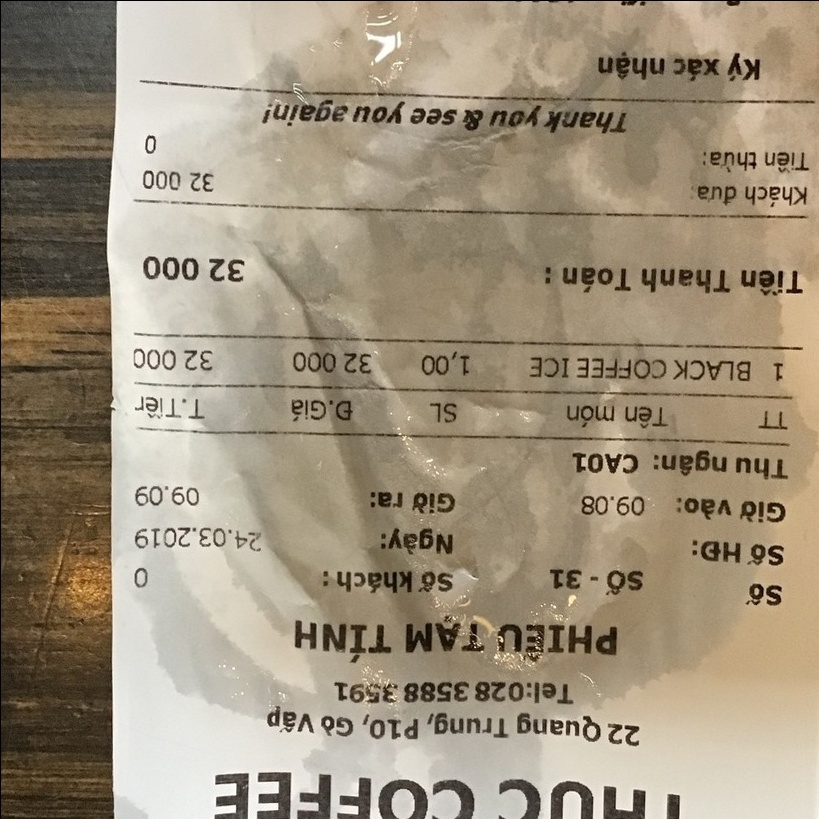 THỨC COFFEE
22 Quang Trung, P10, Gò Vấp
Tel:028 3588 3591
PHIẾU TẠM TÍNH
Số SỐ - 31 Số khách : 0
Số HĐ: Ngày: 24.03.2019
Giờ vào: 09.08 Giờ ra: 09.09
Thu ngân: CA01
TT Tên món SL Đ.Giá T.Tiền
1 BLACK COFFEE ICE 1,00 32 000 32 000
Tiền Thanh Toán : 32 000
Khách đưa: 32 000
Tiền thừa: 0
Thank you & see you again!
Ký xác nhận